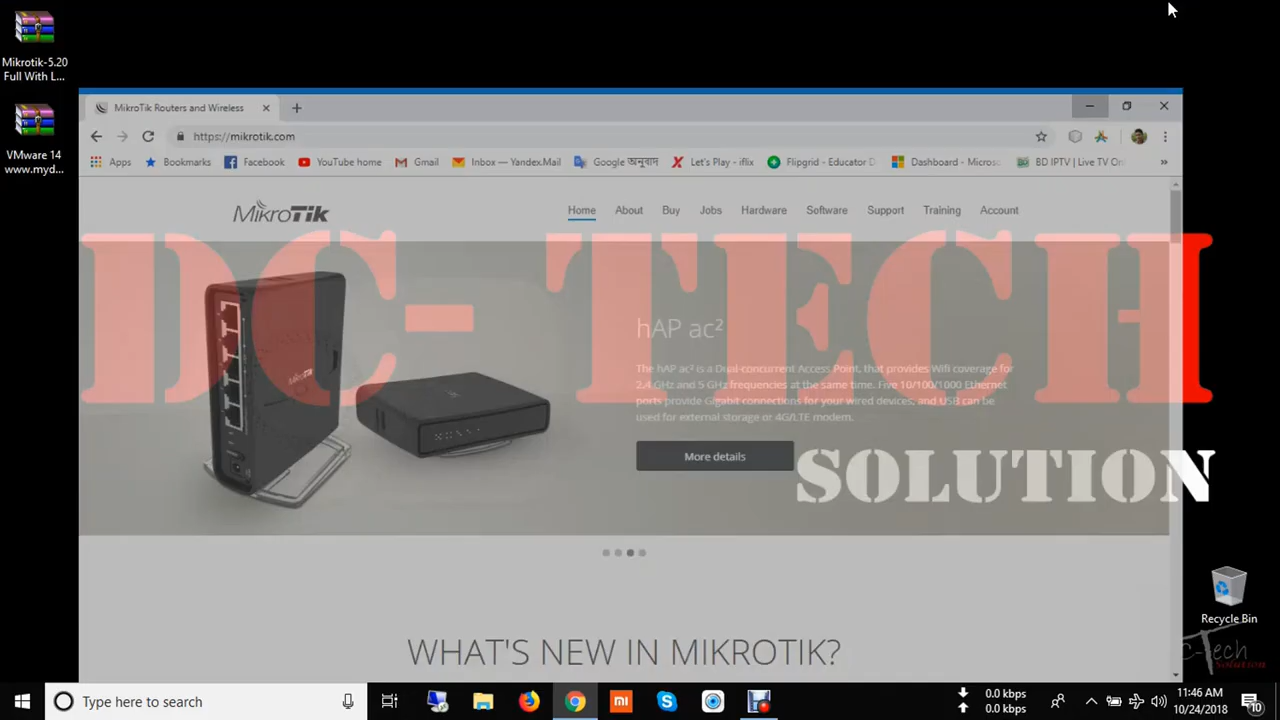 Mikrotik-5.20
Full With L...
VMware 14
www.myd...
MikroTik Routers and Wireless
https://mikrotik.com
Apps
Bookmarks
Facebook
YouTube home
Gmail
Inbox — Yandex.Mail
Google অনুবাদ
Let's Play - iflix
Flipgrid - Educator D
Dashboard - Microso
BD IPTV | Live TV On
»
MikroTik
Home
About
Buy
Jobs
Hardware
Software
Support
Training
Account
DC-TECH
SOLUTION
hAP ac²
The hAP ac² is a Dual-concurrent Access Point, that provides Wifi coverage for
2.4 GHz and 5 GHz frequencies at the same time. Five 10/100/1000 Ethernet
ports provide Gigabit connections for your wired devices, and USB can be
used for external storage or 4G/LTE modem.
More details
WHAT'S NEW IN MIKROTIK?
Recycle Bin
C-Tech
Solution
Type here to search
0.0 kbps
0.0 kbps
11:46 AM
10/24/2018
10